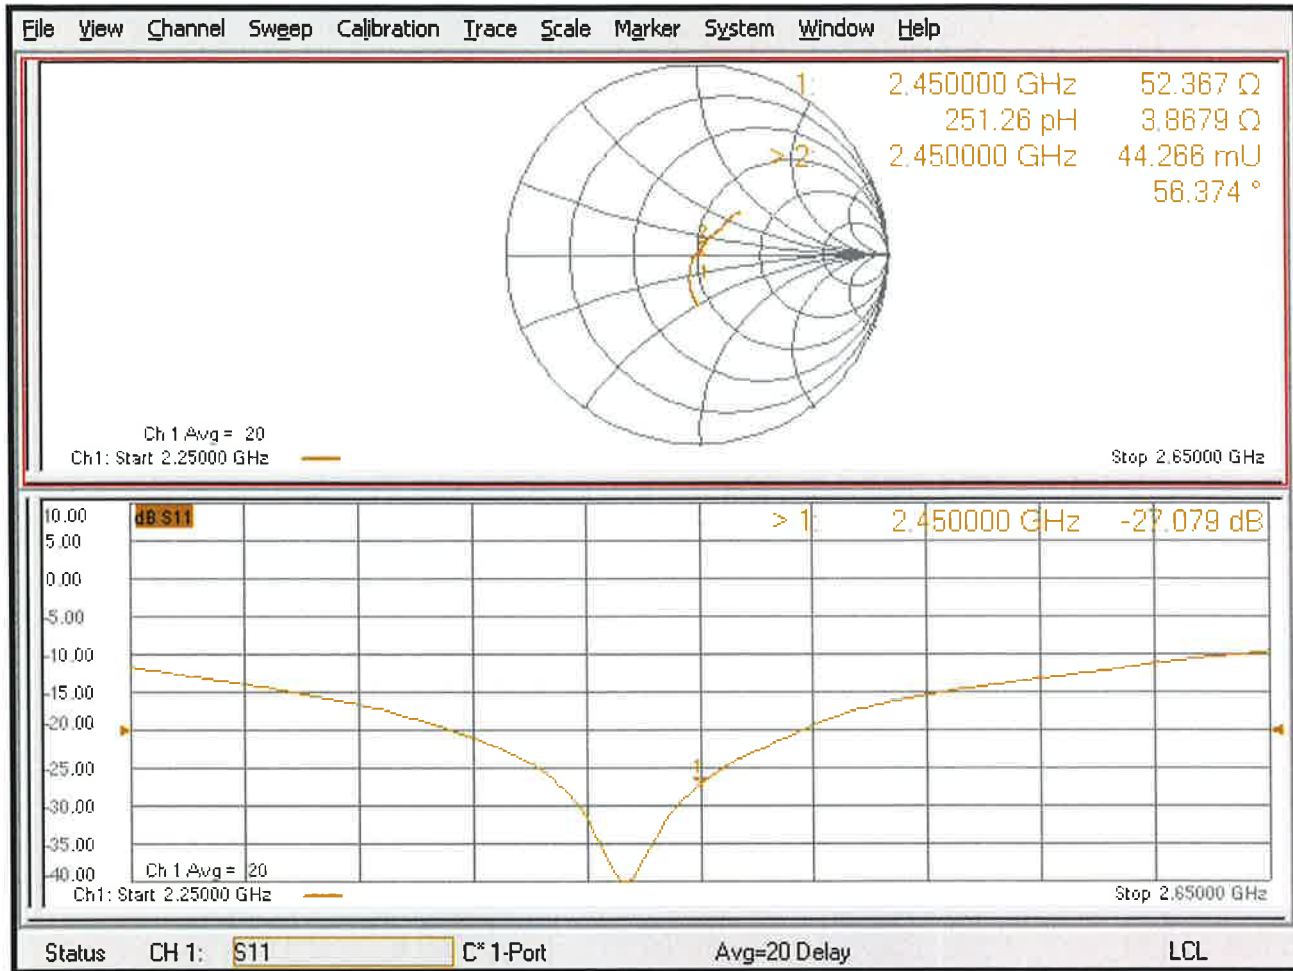 File View Channel Sweep Calibration Trace Scale Marker System Window Help
1: 2.450000 GHz 52.367 Ω
251.26 pH 3.8679 Ω
> 2: 2.450000 GHz 44.266 mU
56.374 °
2
1
Ch 1 Avg = 20
Ch1: Start 2.25000 GHz Stop 2.65000 GHz
10.00 dB S11 > 1: 2.450000 GHz -27.079 dB
5.00
0.00
-5.00
-10.00
-15.00
-20.00
-25.00
1
-30.00
-35.00
-40.00 Ch 1 Avg = 20
Ch1: Start 2.25000 GHz Stop 2.65000 GHz
Status CH 1: S11 C* 1-Port Avg=20 Delay LCL